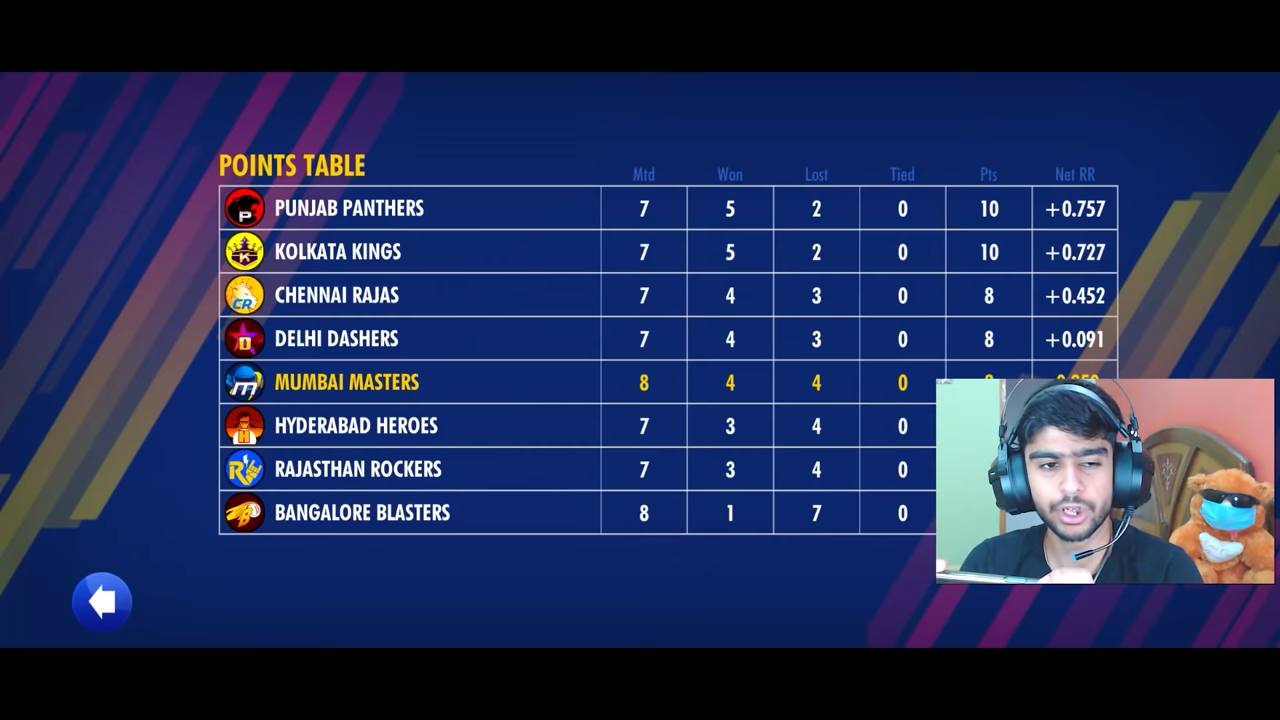 POINTS TABLE Mtd Won Lost Tied Pts Net RR
P PUNJAB PANTHERS 7 5 2 0 10 +0.757
K KOLKATA KINGS 7 5 2 0 10 +0.727
CR CHENNAI RAJAS 7 4 3 0 8 +0.452
D DELHI DASHERS 7 4 3 0 8 +0.091
M MUMBAI MASTERS 8 4 4 0
H HYDERABAD HEROES 7 3 4 0
R RAJASTHAN ROCKERS 7 3 4 0
B BANGALORE BLASTERS 8 1 7 0